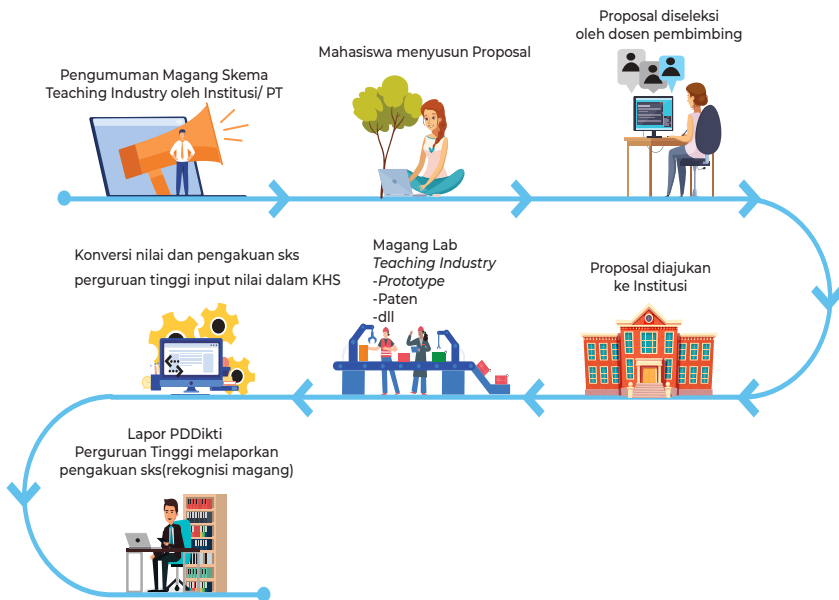 Pengumuman Magang Skema
Teaching Industry oleh Institusi/ PT
Mahasiswa menyusun Proposal
Proposal diseleksi
oleh dosen pembimbing
Proposal diajukan
ke Institusi
Magang Lab
Teaching Industry
-Prototype
-Paten
-dll
Konversi nilai dan pengakuan sks
perguruan tinggi input nilai dalam KHS
Lapor PDDikti
Perguruan Tinggi melaporkan
pengakuan sks(rekognisi magang)